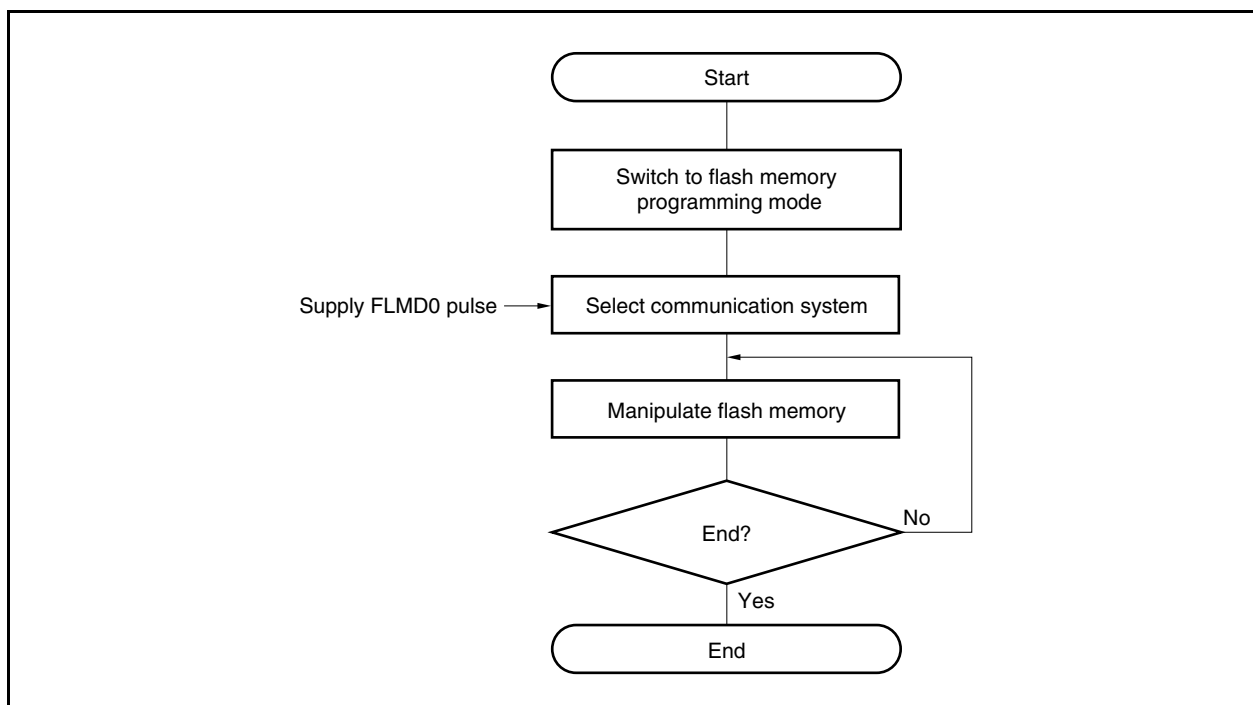 Start
Switch to flash memory
programming mode
Supply FLMD0 pulse
Select communication system
Manipulate flash memory
End?
No
Yes
End